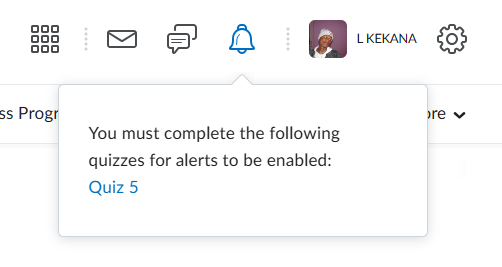 L KEKANA
ss Progr
ore
You must complete the following
quizzes for alerts to be enabled:
Quiz 5